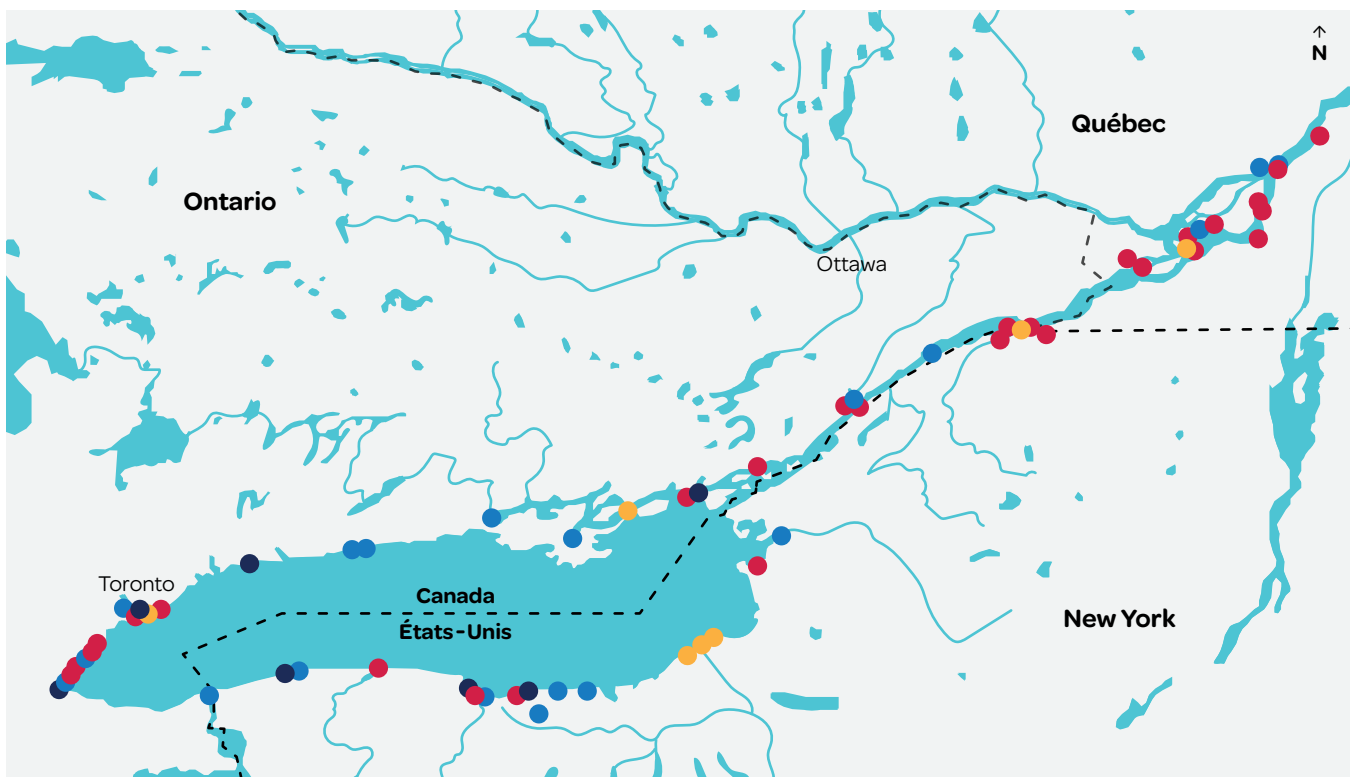 ↑
N
Québec
Ontario
Ottawa
Toronto
Canada
États-Unis
New York